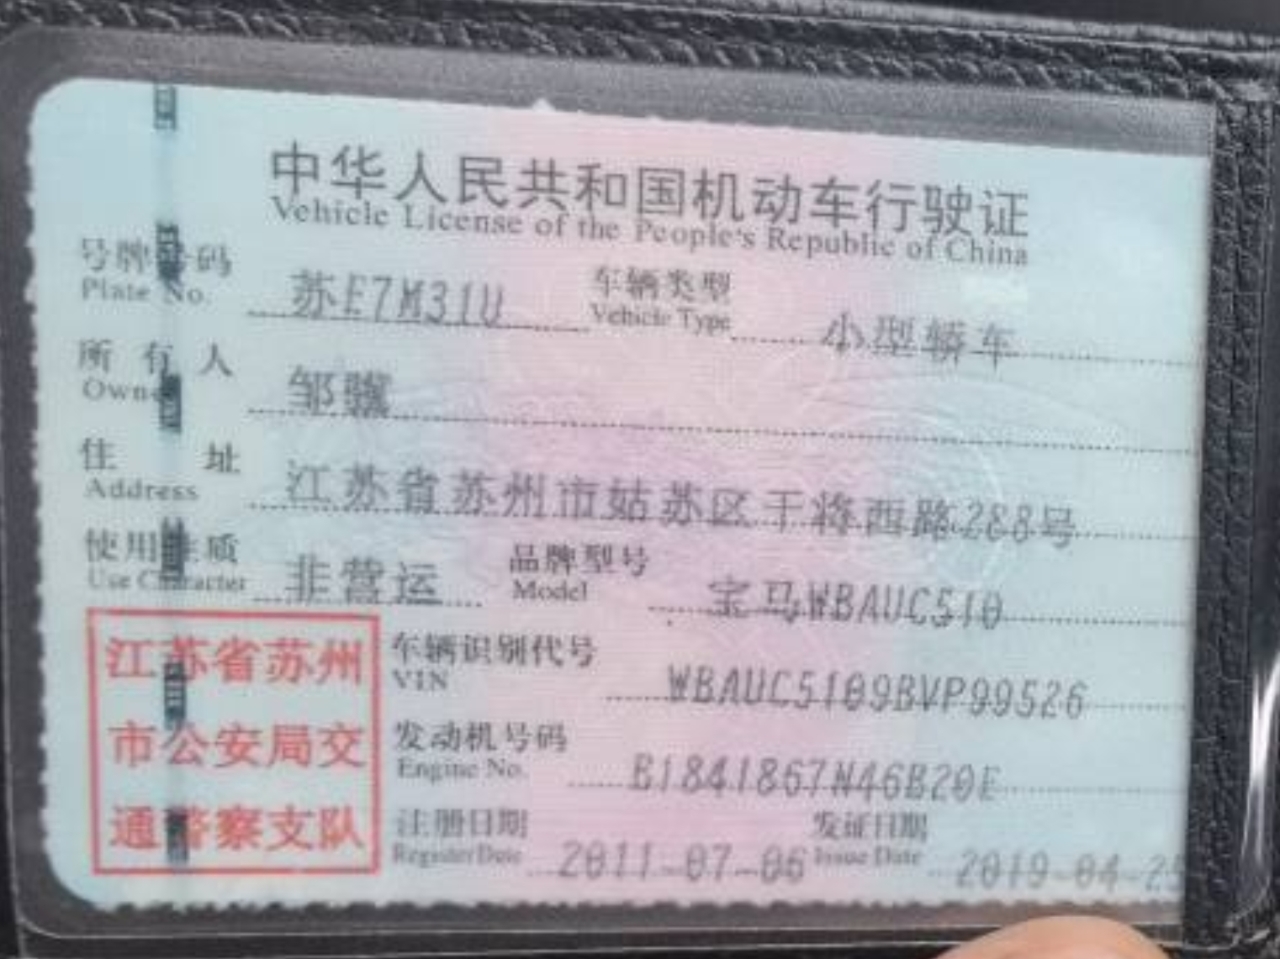 中华人民共和国机动车行驶证
Vehicle License of the People's Republic of China
号牌号码 苏E7M31U 车辆类型 小型轿车
Plate No. Vehicle Type
所有人 邹骥
Owner
住址 江苏省苏州市姑苏区干将西路288号
Address
使用性质 非营运 品牌型号 宝马WBAUC510
Use Character Model
江苏省苏州
市公安局交
通警察支队
车辆识别代号 WBAUC5109BVP99526
VIN
发动机号码 B1841867N46B20E
Engine No.
注册日期 2011-07-06 发证日期 2019-04-25
Register Date Issue Date